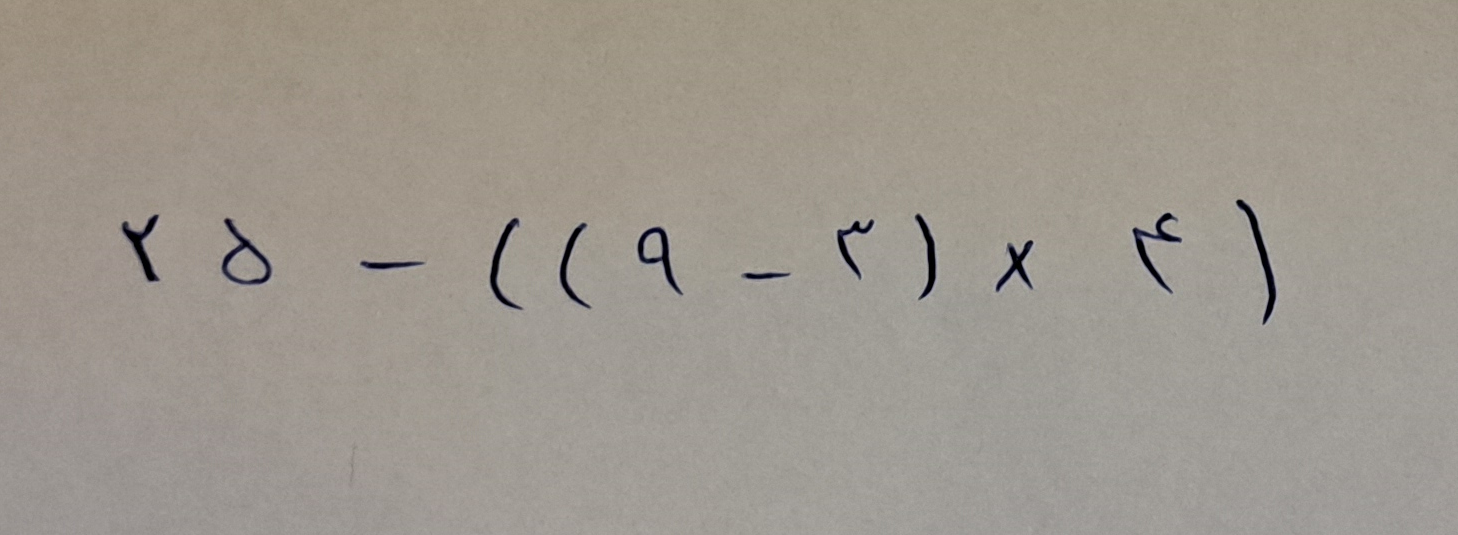 ۲۵ - ((۹ - ۳) × ۴)